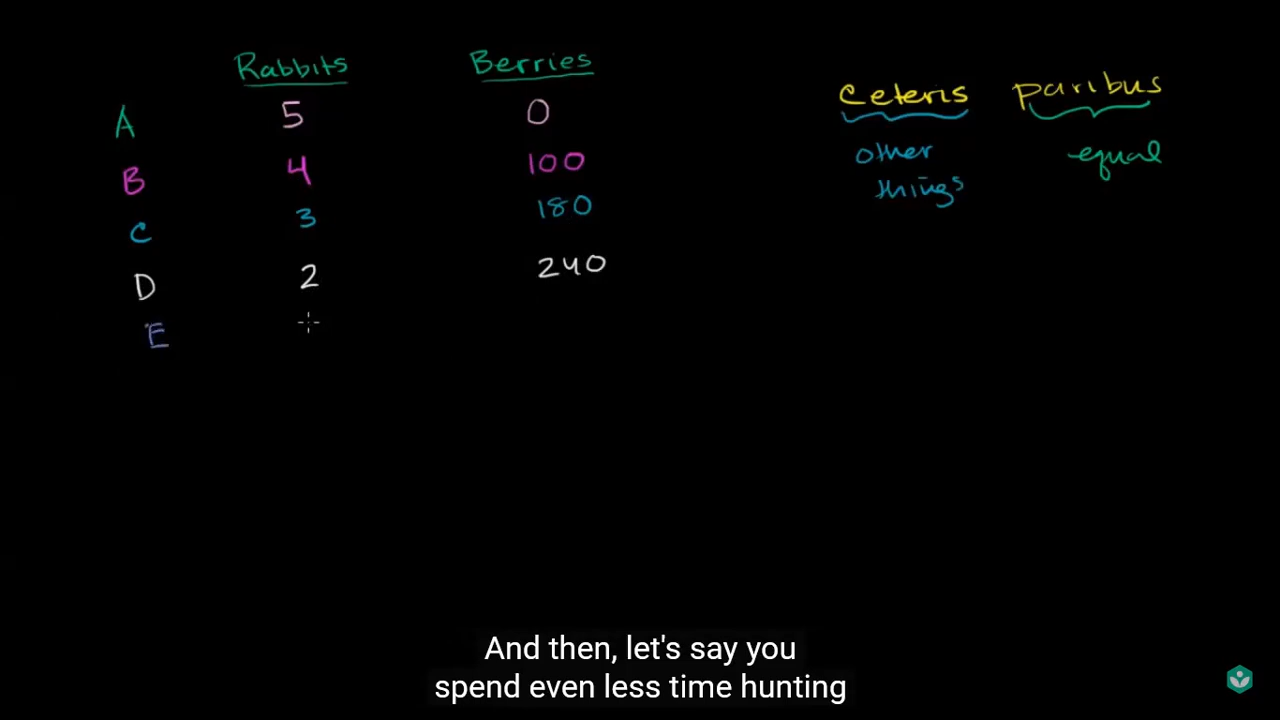 Rabbits Berries
A 5 0
B 4 100
C 3 180
D 2 240
E
Ceteris paribus
other equal
things
And then, let's say you
spend even less time hunting